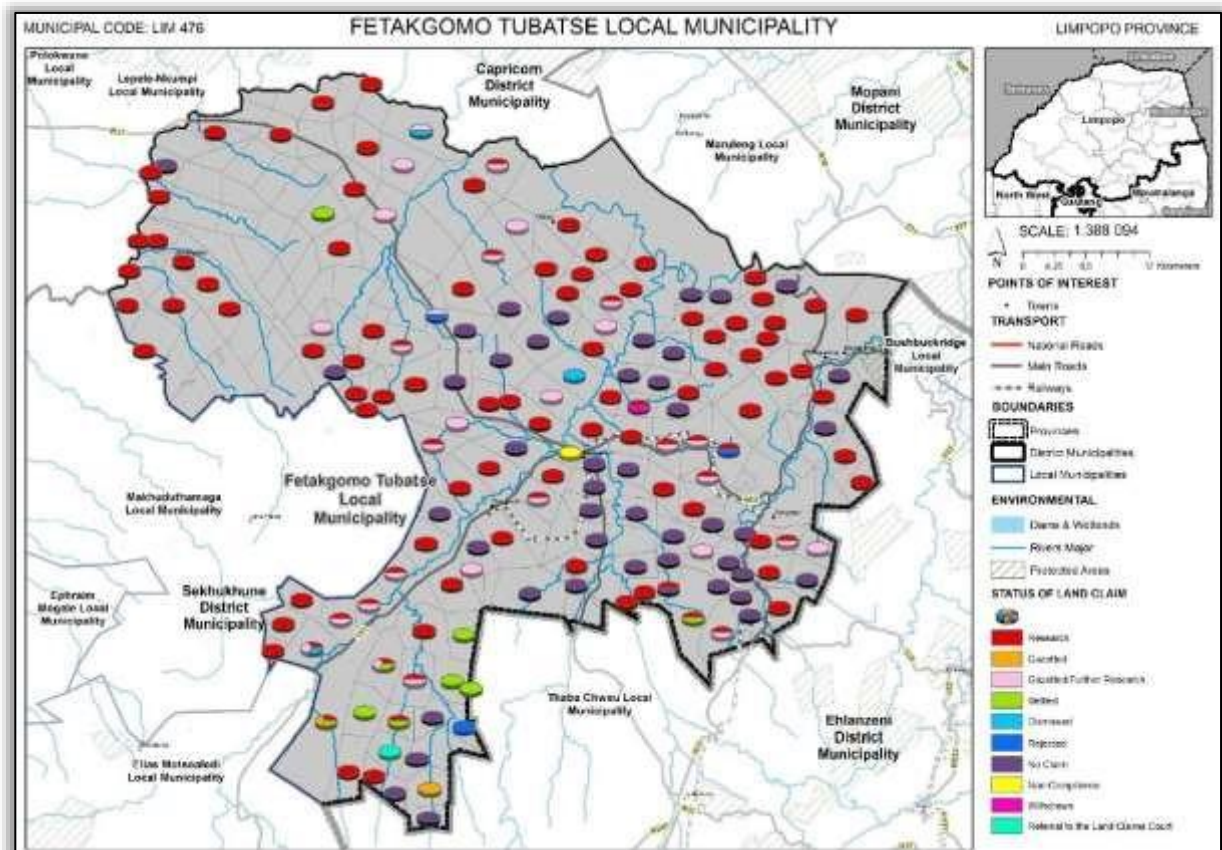 MUNICIPAL CODE: LIM 476
FETAKGOMO TUBATSE LOCAL MUNICIPALITY
LIMPOPO PROVINCE
Polokwane
Local
Municipality
Lepele-Nkumpi
Local Municipality
Capricorn
District
Municipality
Mopani
District
Municipality
Maruleng Local
Municipality
Bushbuckridge
Local
Municipality
Fetakgomo Tubatse
Local
Municipality
Makhuduthamaga
Local Municipality
Ephraim
Mogale Local
Municipality
Sekhukhune
District
Municipality
Thaba Chweu Local
Municipality
Ehlanzeni
District
Municipality
Elias Motsoaledi
Local Municipality
Limpopo
North West
Gauteng
Mpumalanga
N
SCALE: 1:388 094
POINTS OF INTEREST
Towns
TRANSPORT
National Roads
Main Roads
Railways
BOUNDARIES
Provinces
District Municipalities
Local Municipalities
ENVIRONMENTAL
Dams & Wetlands
Rivers Major
Protected Areas
STATUS OF LAND CLAIM
Research
Gazetted
Gazetted Further Research
Settled
Dismissed
Rejected
No Claim
Non Compliance
Withdrawn
Referral to the Land Claims Court